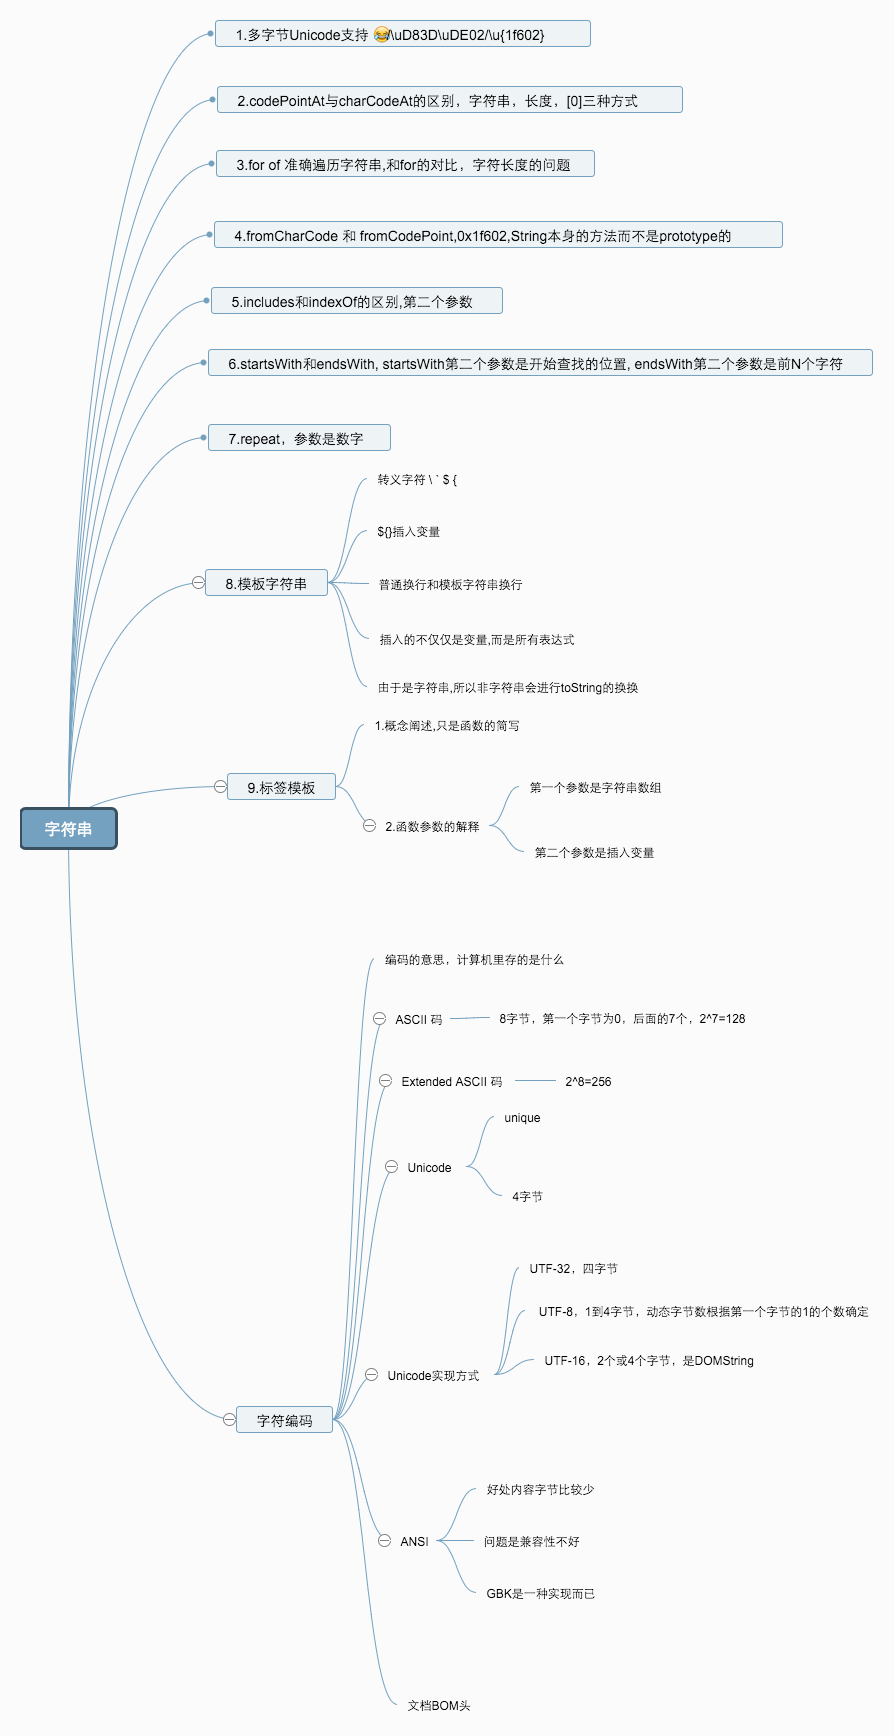 1.多字节Unicode支持 😂/\uD83D\uDE02/\u{1f602}
2.codePointAt与charCodeAt的区别，字符串，长度，[0]三种方式
3.for of 准确遍历字符串,和for的对比，字符长度的问题
4.fromCharCode 和 fromCodePoint,0x1f602,String本身的方法而不是prototype的
5.includes和indexOf的区别,第二个参数
6.startsWith和endsWith, startsWith第二个参数是开始查找的位置, endsWith第二个参数是前N个字符
7.repeat，参数是数字
转义字符 \ ` $ {
${}插入变量
8.模板字符串
普通换行和模板字符串换行
插入的不仅仅是变量,而是所有表达式
由于是字符串,所以非字符串会进行toString的换换
1.概念阐述,只是函数的简写
9.标签模板
第一个参数是字符串数组
2.函数参数的解释
字符串
第二个参数是插入变量
编码的意思，计算机里存的是什么
ASCII 码
8字节，第一个字节为0，后面的7个，2^7=128
Extended ASCII 码
2^8=256
unique
Unicode
4字节
UTF-32，四字节
UTF-8，1到4字节，动态字节数根据第一个字节的1的个数确定
UTF-16，2个或4个字节，是DOMString
Unicode实现方式
字符编码
好处内容字节比较少
ANSI
问题是兼容性不好
GBK是一种实现而已
文档BOM头